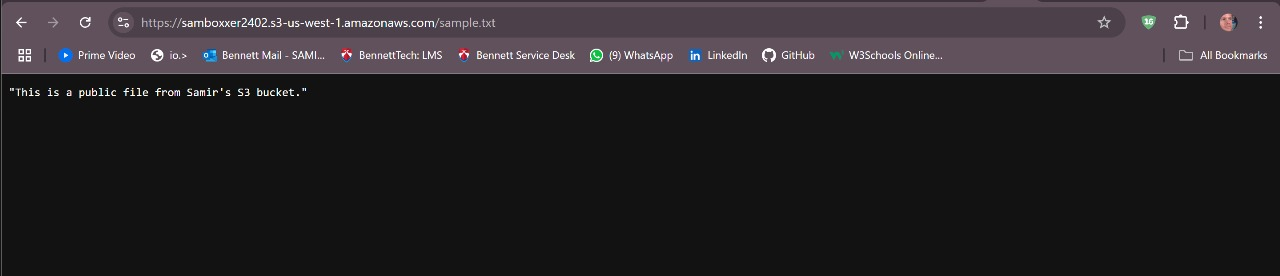 https://samboxxer2402.s3-us-west-1.amazonaws.com/sample.txt
16
Prime Video io.> Bennett Mail - SAMI... BennettTech: LMS Bennett Service Desk (9) WhatsApp LinkedIn GitHub W3Schools Online... All Bookmarks
"This is a public file from Samir's S3 bucket."